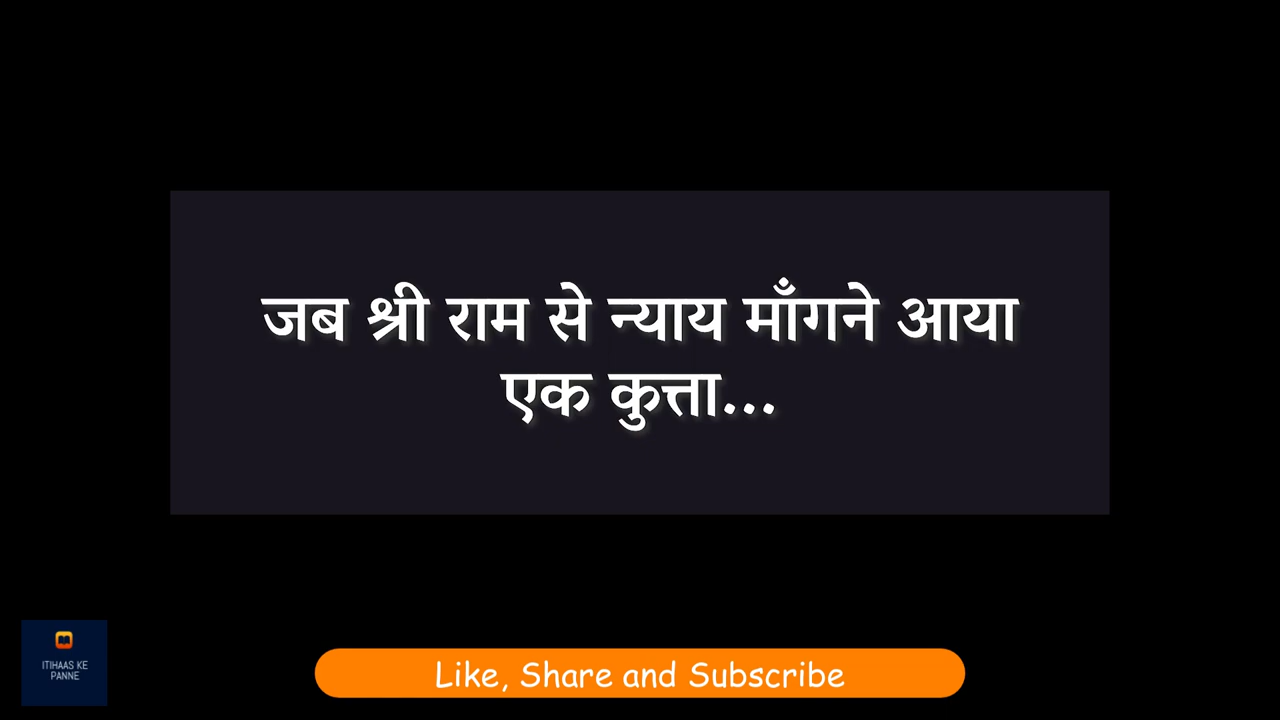 जब श्री राम से न्याय माँगने आया
एक कुत्ता...
ITIHAAS KE
PANNE
Like, Share and Subscribe